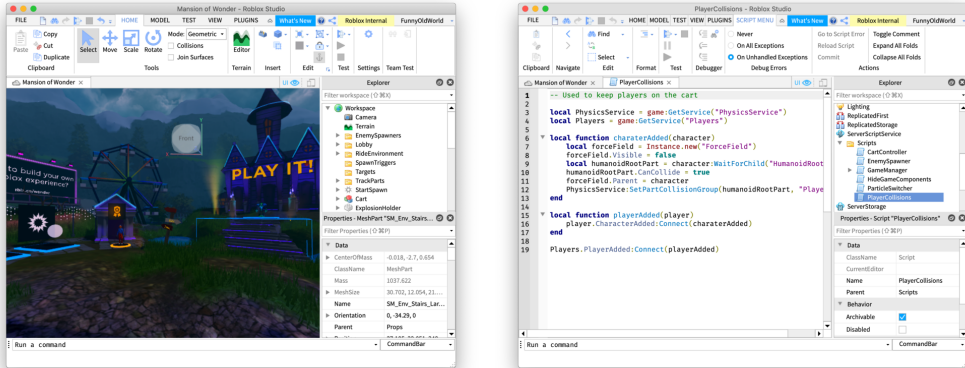 Mansion of Wonder - Roblox Studio
FILE HOME MODEL TEST VIEW PLUGINS What's New Roblox Internal FunnyOldWorld
Paste Copy Cut Duplicate
Select Move Scale Rotate
Mode: Geometric
Collisions
Join Surfaces
Editor
Clipboard Tools Terrain Insert Edit Test Settings Team Test
Mansion of Wonder × UI
Front
PLAY IT!
to build your own
Explorer
Filter workspace (⇧⌘X)
Workspace
Camera
Terrain
EnemySpawners
Lobby
RideEnvironment
SpawnTriggers
Targets
TrackParts
StartSpawn
Cart
ExplosionHolder
Properties - MeshPart "SM_Env_Stairs...
Filter Properties (⇧⌘P)
Data
CenterOfMass -0.018, -2.7, 0.654
ClassName MeshPart
Mass 1037.622
MeshSize 30.702, 12.054, 21....
Name SM_Env_Stairs_Lar...
Orientation 0, -34.29, 0
Parent Props
Run a command CommandBar
PlayerCollisions - Roblox Studio
FILE HOME MODEL TEST VIEW PLUGINS SCRIPT MENU What's New Roblox Internal FunnyOldWorld
Find
Select
Never
On All Exceptions
On Unhandled Exceptions
Go to Script Error Toggle Comment
Reload Script Expand All Folds
Commit Collapse All Folds
Clipboard Navigate Edit Format Test Debugger Debug Errors Actions
Mansion of Wonder × PlayerCollisions × UI
1 -- Used to keep players on the cart
2
3 local PhysicsService = game:GetService("PhysicsService")
4 local Players = game:GetService("Players")
5
6 local function charaterAdded(character)
7 local forceField = Instance.new("ForceField")
8 forceField.Visible = false
9 local humanoidRootPart = character:WaitForChild("HumanoidRoot
10 humanoidRootPart.CanCollide = true
11 forceField.Parent = character
12 PhysicsService:SetPartCollisionGroup(humanoidRootPart, "Playe
13 end
14
15 local function playerAdded(player)
16 player.CharacterAdded:Connect(charaterAdded)
17 end
18
19 Players.PlayerAdded:Connect(playerAdded)
Explorer
Filter workspace (⇧⌘X)
Lighting
ReplicatedFirst
ReplicatedStorage
ServerScriptService
Scripts
CartController
EnemySpawner
GameManager
HideGameComponents
ParticleSwitcher
PlayerCollisions
ServerStorage
Properties - Script "PlayerCollisions"
Filter Properties (⇧⌘P)
Data
ClassName Script
CurrentEditor
Name PlayerCollisions
Parent Scripts
Behavior
Archivable
Disabled
Run a command CommandBar